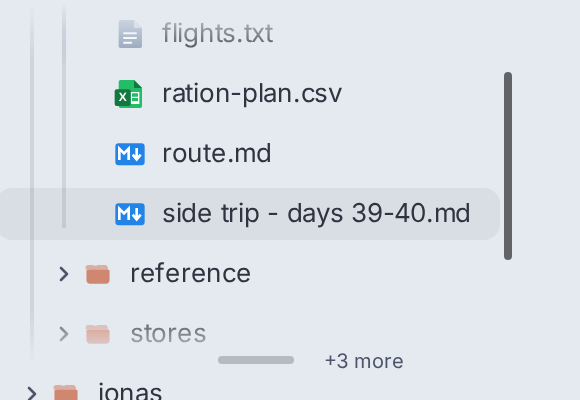 flights.txt
ration-plan.csv
route.md
side trip - days 39-40.md
reference
stores
+3 more
jonas